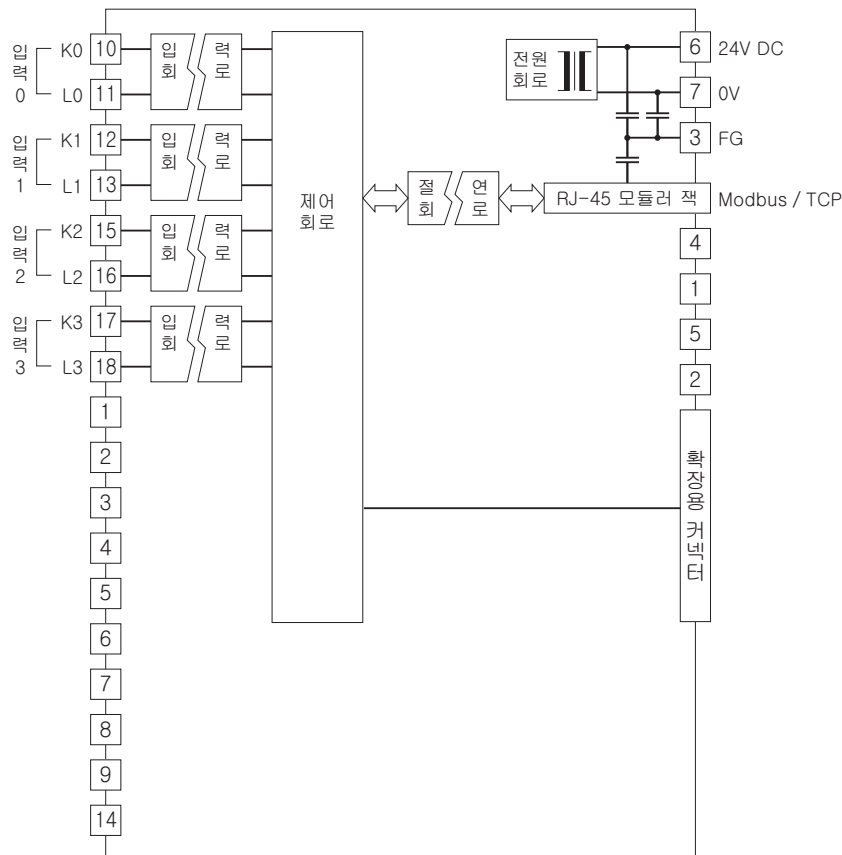 입력 0
K0 10
L0 11
입력회로
입력 1
K1 12
L1 13
입력회로
입력 2
K2 15
L2 16
입력회로
입력 3
K3 17
L3 18
입력회로
1
2
3
4
5
6
7
8
9
14
제어
회로
절연회로
전원
회로
6 24V DC
7 0V
3 FG
RJ-45 모듈러 잭 Modbus / TCP
4
1
5
2
확장용 커넥터